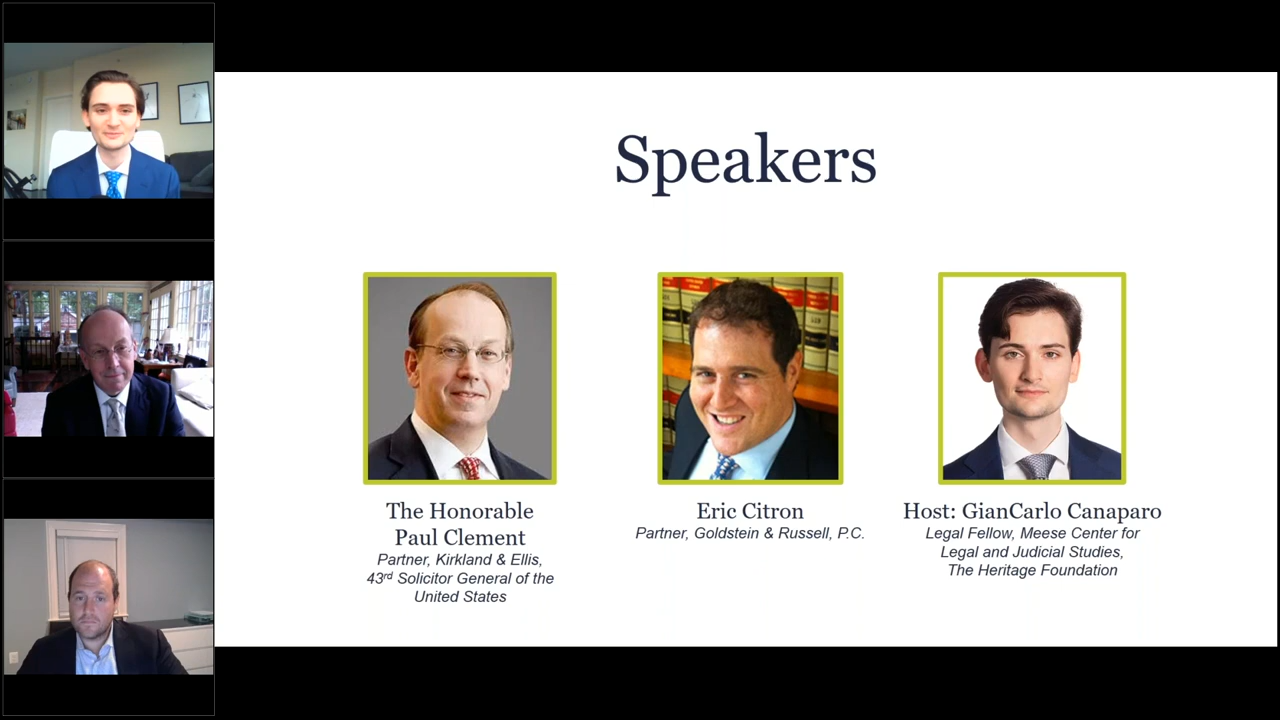 Speakers
The Honorable
Paul Clement
Partner, Kirkland & Ellis,
43rd Solicitor General of the
United States
Eric Citron
Partner, Goldstein & Russell, P.C.
Host: GianCarlo Canaparo
Legal Fellow, Meese Center for
Legal and Judicial Studies,
The Heritage Foundation